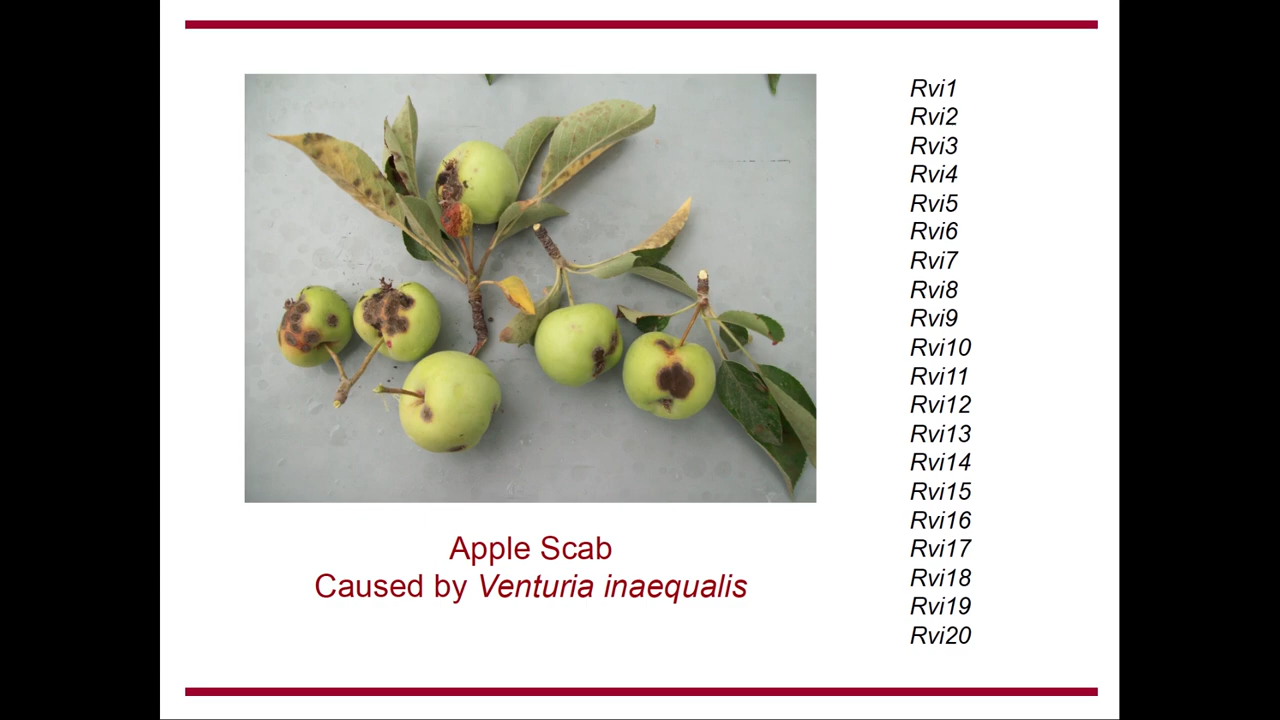 Rvi1
Rvi2
Rvi3
Rvi4
Rvi5
Rvi6
Rvi7
Rvi8
Rvi9
Rvi10
Rvi11
Rvi12
Rvi13
Rvi14
Rvi15
Rvi16
Rvi17
Rvi18
Rvi19
Rvi20
Apple Scab
Caused by Venturia inaequalis